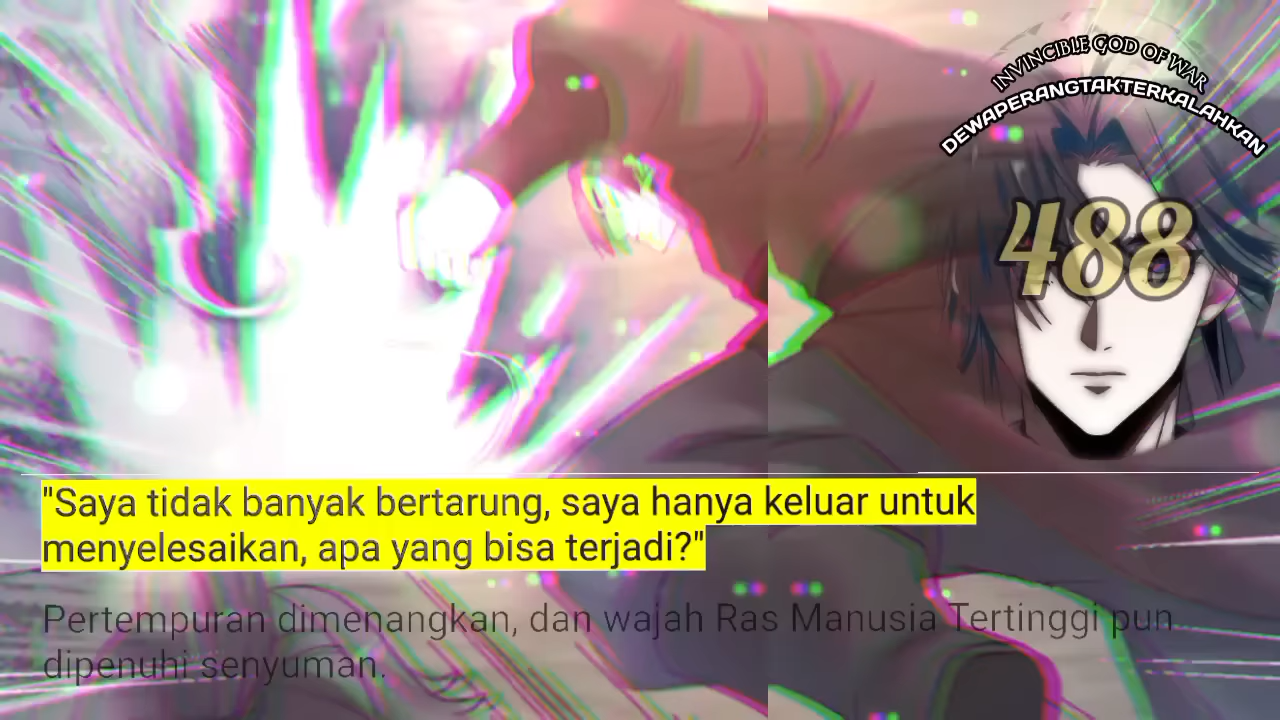 INVINCIBLE GOD OF WAR
DEWAPERANGTAKTERKALAHKAN
488
"Saya tidak banyak bertarung, saya hanya keluar untuk
menyelesaikan, apa yang bisa terjadi?"
Pertempuran dimenangkan, dan wajah Ras Manusia Tertinggi pun
dipenuhi senyuman.